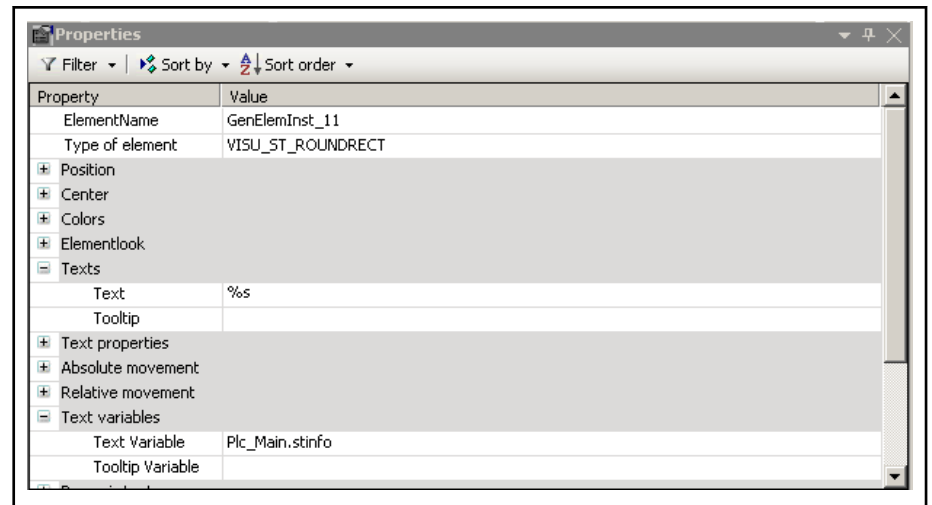 Properties
Filter Sort by Sort order
Property Value
ElementName GenElemInst_11
Type of element VISU_ST_ROUNDRECT
Position
Center
Colors
Elementlook
Texts
Text %s
Tooltip
Text properties
Absolute movement
Relative movement
Text variables
Text Variable Plc_Main.stinfo
Tooltip Variable